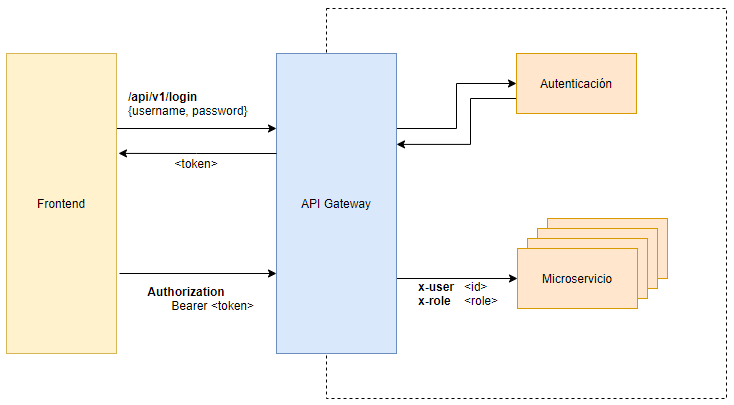 /api/v1/login
{username, password}
<token>
Frontend
API Gateway
Autenticación
Authorization
Bearer <token>
x-user <id>
x-role <role>
Microservicio